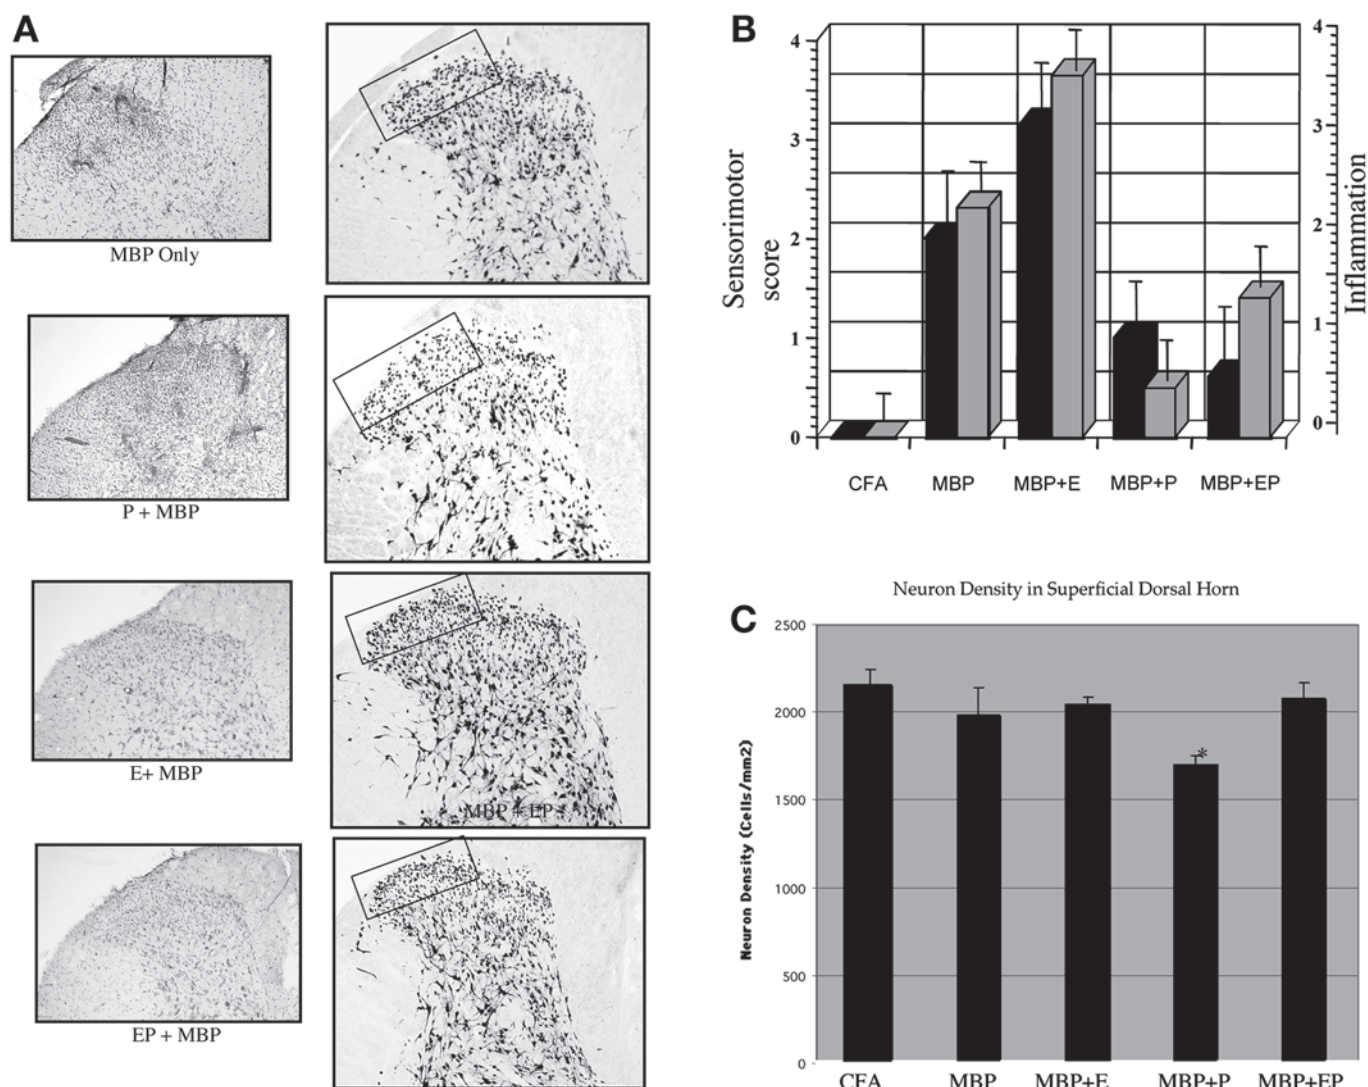 A
MBP Only
P + MBP
E+ MBP
MBP + EP
EP + MBP
B
4
3
2
1
0
Sensorimotor
score
4
3
2
1
0
Inflammation
CFA MBP MBP+E MBP+P MBP+EP
Neuron Density in Superficial Dorsal Horn
C
2500
2000
1500
1000
500
0
Neuron Density (Cells/mm2)
*
CFA MBP MBP+E MBP+P MBP+EP